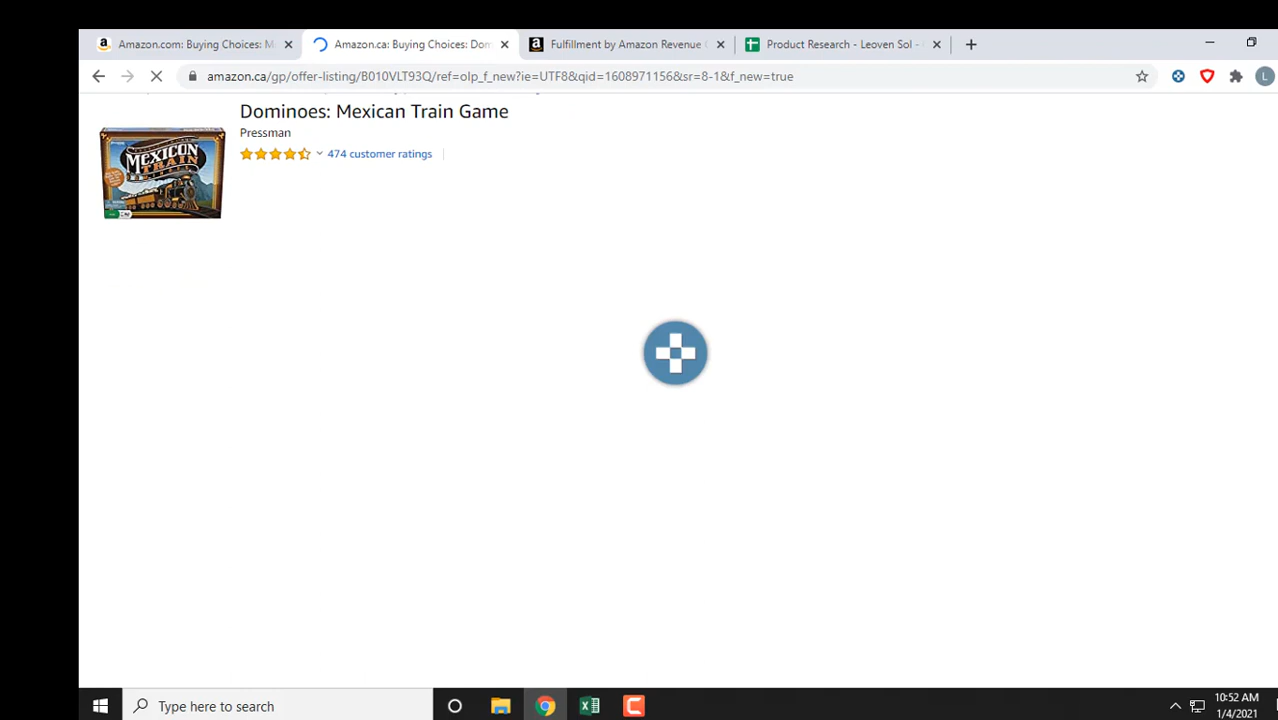 Amazon.com: Buying Choices: M
Amazon.ca: Buying Choices: Dom
Fulfillment by Amazon Revenue C
Product Research - Leoven Sol -
amazon.ca/gp/offer-listing/B010VLT93Q/ref=olp_f_new?ie=UTF8&qid=1608971156&sr=8-1&f_new=true
L
Dominoes: Mexican Train Game
Pressman
474 customer ratings
MEXICAN
TRAIN
Type here to search
10:52 AM
1/4/2021